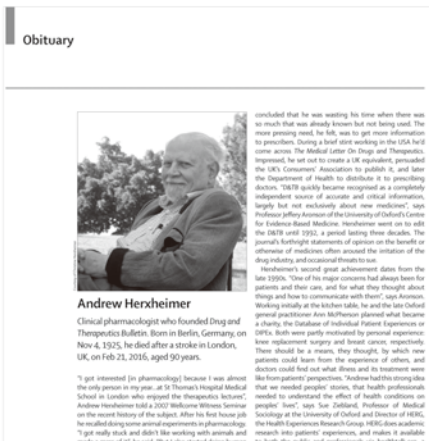 Obituary
Andrew Herxheimer
Clinical pharmacologist who founded Drug and
Therapeutics Bulletin. Born in Berlin, Germany, on
Nov 4, 1925, he died after a stroke in London,
UK, on Feb 21, 2016, aged 90 years.
"I got interested [in pharmacology] because I was almost
the only person in my year...at St Thomas's Hospital Medical
School in London who enjoyed the therapeutics lectures",
Andrew Herxheimer told a 2007 Wellcome Witness Seminar
on the recent history of the subject. After his first house job
he recalled doing some animal experiments in pharmacology.
"I got really stuck and didn't like working with animals and
concluded that he was wasting his time when there was
so much that was already known but not being used. The
more pressing need, he felt, was to get more information
to prescribers. During a brief stint working in the USA he'd
come across The Medical Letter On Drugs and Therapeutics.
Impressed, he set out to create a UK equivalent, persuaded
the UK's Consumers' Association to publish it, and later
the Department of Health to distribute it to prescribing
doctors. "D&TB quickly became recognised as a completely
independent source of accurate and critical information,
largely but not exclusively about new medicines", says
Professor Jeffery Aronson of the University of Oxford's Centre
for Evidence-Based Medicine. Herxheimer went on to edit
the D&TB until 1992, a period lasting three decades. The
journal's forthright statements of opinion on the benefit or
otherwise of medicines often aroused the irritation of the
drug industry, and occasional threats to sue.
Herxheimer's second great achievement dates from the
late 1990s. "One of his major concerns had always been for
patients and their care, and for what they thought about
things and how to communicate with them", says Aronson.
Working initially at the kitchen table, he and the late Oxford
general practitioner Ann McPherson planned what became
a charity, the Database of Individual Patient Experiences or
DIPEx. Both were partly motivated by personal experience:
knee replacement surgery and breast cancer, respectively.
There should be a means, they thought, by which new
patients could learn from the experience of others, and
doctors could find out what illness and its treatment were
like from patients' perspectives. "Andrew had this strong idea
that we needed peoples' stories, that health professionals
needed to understand the effect of health conditions on
peoples' lives", says Sue Ziebland, Professor of Medical
Sociology at the University of Oxford and Director of HERG,
the Health Experiences Research Group. HERG does academic
research into patients' experiences, and makes it available